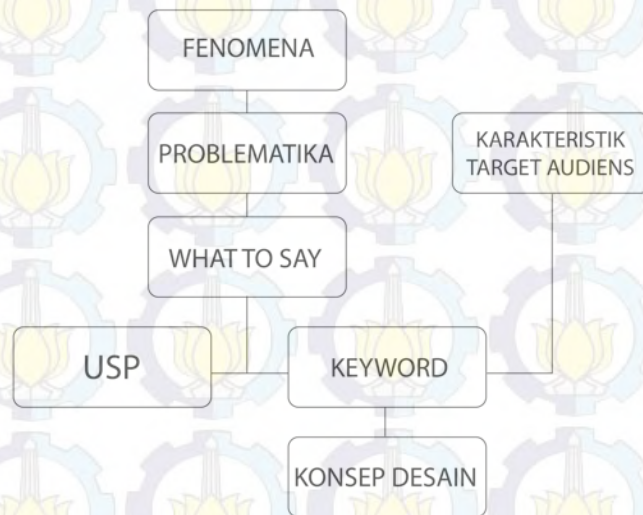 FENOMENA
PROBLEMATIKA
KARAKTERISTIK
TARGET AUDIENS
WHAT TO SAY
USP
KEYWORD
KONSEP DESAIN